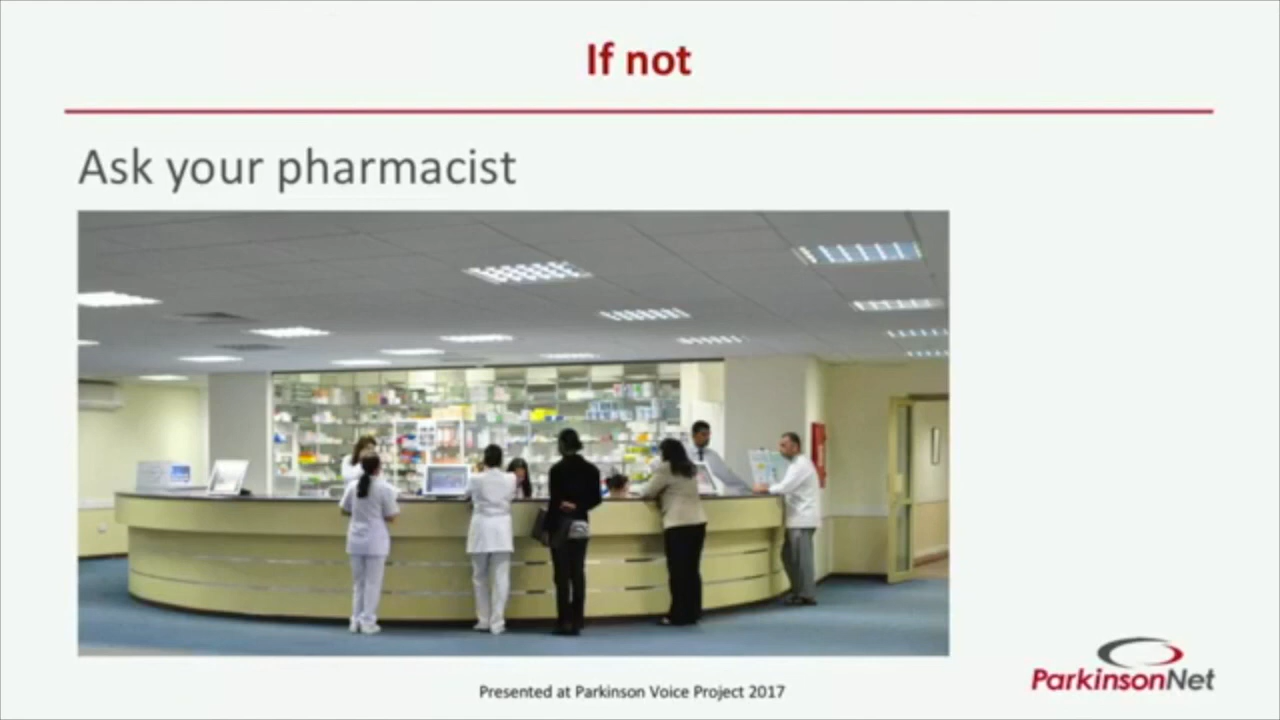 If not
Ask your pharmacist
Presented at Parkinson Voice Project 2017
ParkinsonNet